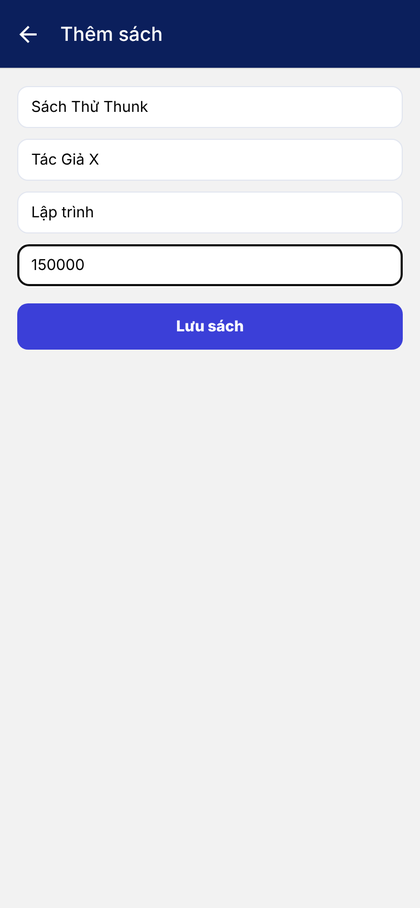 Thêm sách
Sách Thử Thunk
Tác Giả X
Lập trình
150000
Lưu sách